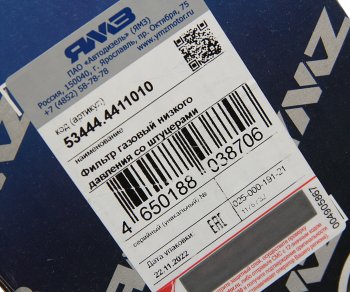 ЯМЗ
ПАО «Автодизель» (ЯМЗ)
Россия, 150040, г. Ярославль, пр. Октября, 75
+7 (4852) 58-78-78 www.ymzmotor.ru
код (артикул)
53444.4411010
наименование
Фильтр газовый низкого
давления со штуцерами
4 650188 038706
серийный (уникальный) №
Дата упаковки
22.11.2022
EAC
025-000-191-21
004905867